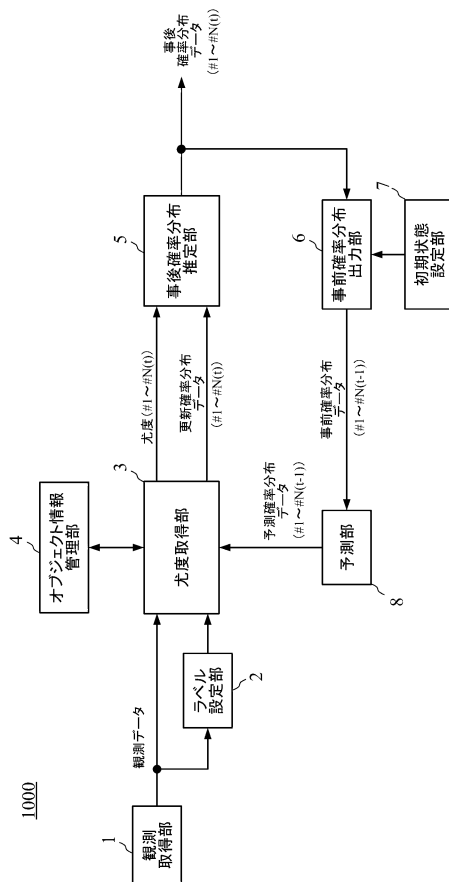 1000
1
観測
取得部
観測データ
2
ラベル
設定部
4
オブジェクト情報
管理部
3
尤度取得部
尤度(#1～#N(t))
更新確率分布
データ
(#1～#N(t))
5
事後確率分布
推定部
事後
確率分布
データ
(#1～#N(t))
予測確率分布
データ
(#1～#N(t-1))
8
予測部
事前確率分布
データ
(#1～#N(t-1))
6
事前確率分布
出力部
7
初期状態
設定部